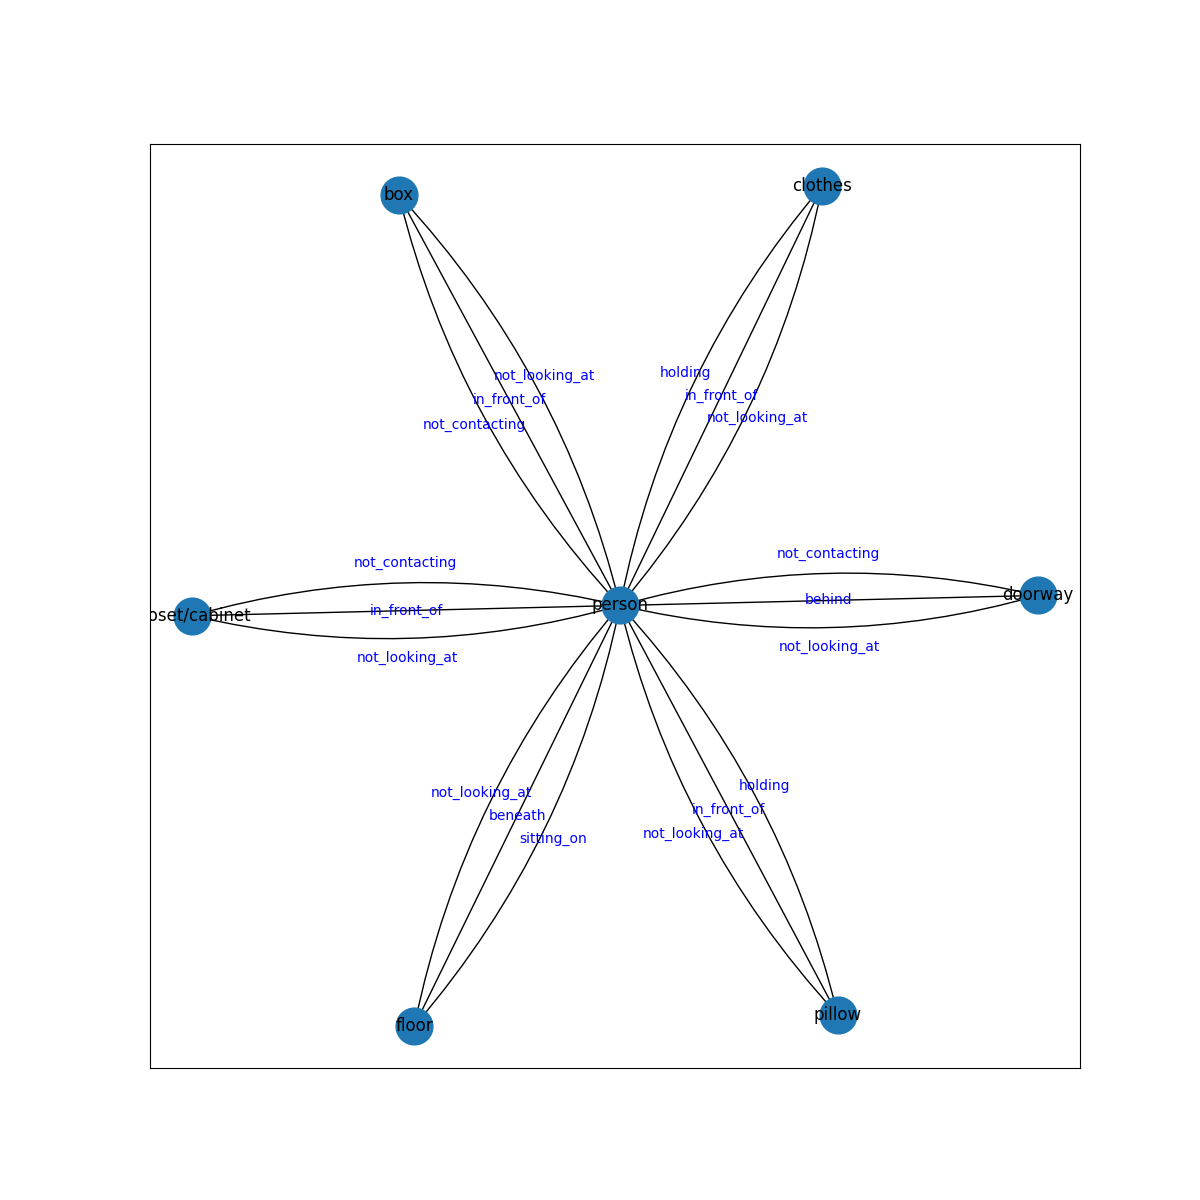 clothes
box
holding
not_looking_at
in_front_of
in_front_of
not_looking_at
not_contacting
not_contacting
not_contacting
doorway
behind
person
in_front_of
oset/cabinet
not_looking_at
not_looking_at
holding
not_looking_at
in_front_of
beneath
not_looking_at
sitting_on
pillow
floor